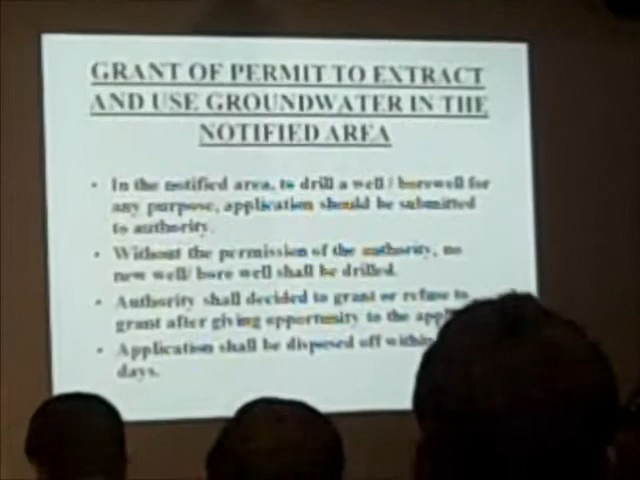 GRANT OF PERMIT TO EXTRACT
AND USE GROUNDWATER IN THE
NOTIFIED AREA
• In the notified area, to drill a well / borewell for
any purpose, application should be submitted
to authority.
• Without the permission of the authority, no
new well/ bore well shall be drilled.
• Authority shall decided to grant or refuse to
grant after giving opportunity to the
• Application shall be disposed off within
days.